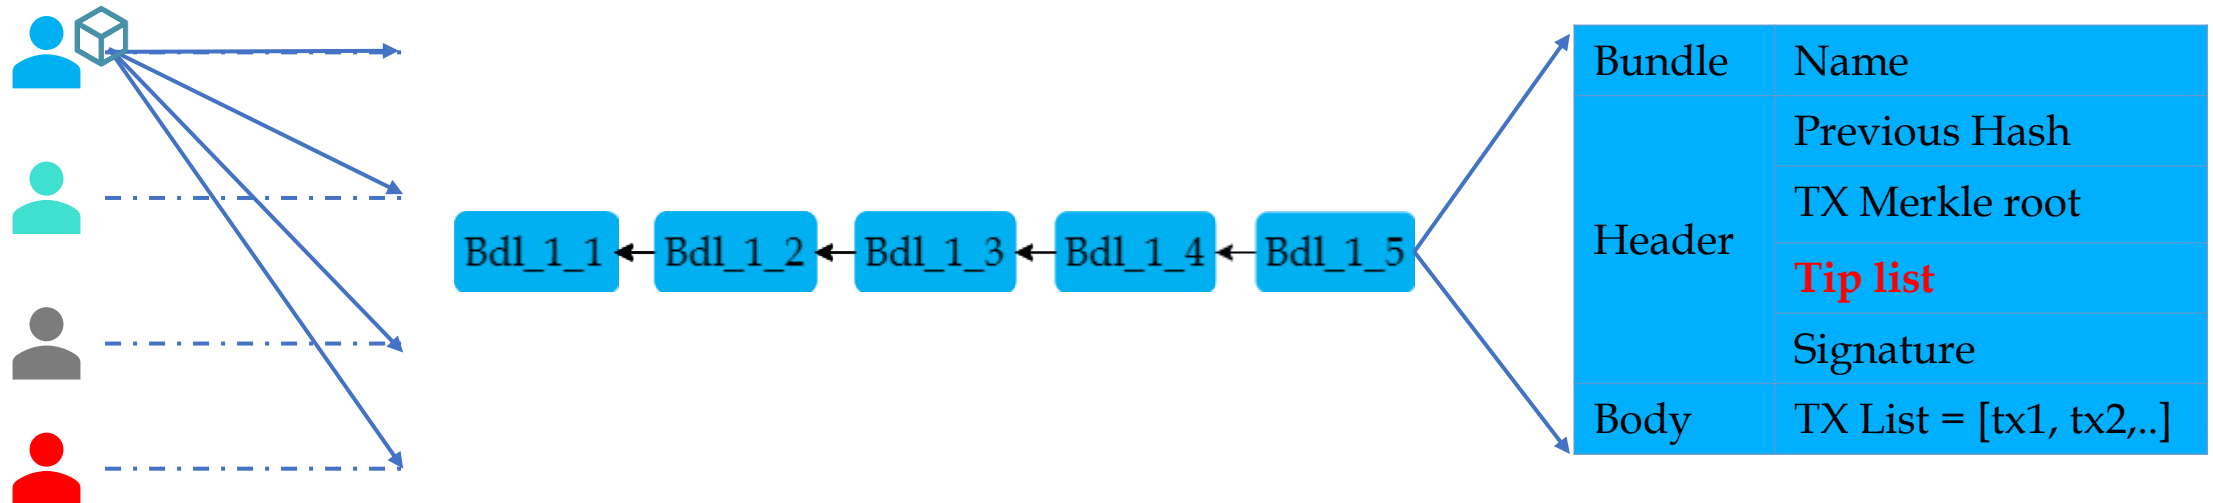 Bdl_1_1
Bdl_1_2
Bdl_1_3
Bdl_1_4
Bdl_1_5
Bundle Name
Header
Previous Hash
TX Merkle root
Tip list
Signature
Body TX List = [tx1, tx2,..]